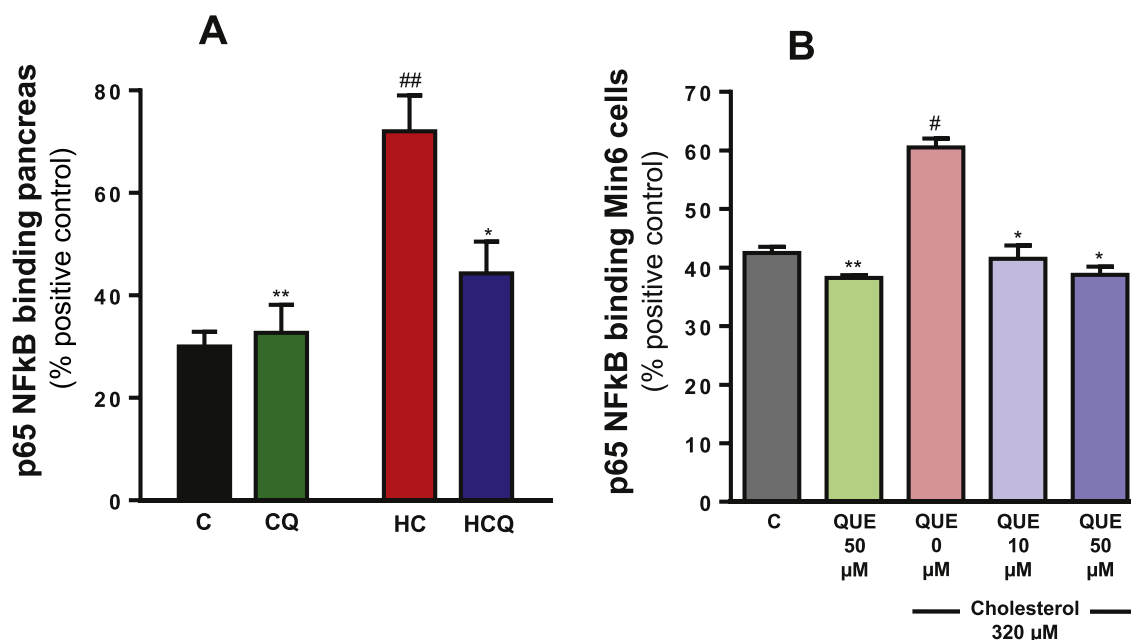 A
p65 NFkB binding pancreas
(% positive control)
80
60
40
20
0
##
*
**
C CQ HC HCQ
B
p65 NFkB binding Min6 cells
(% positive control)
70
60
50
40
30
20
10
0
#
**
*
*
C QUE QUE QUE QUE
50 0 10 50
µM µM µM µM
Cholesterol
320 µM